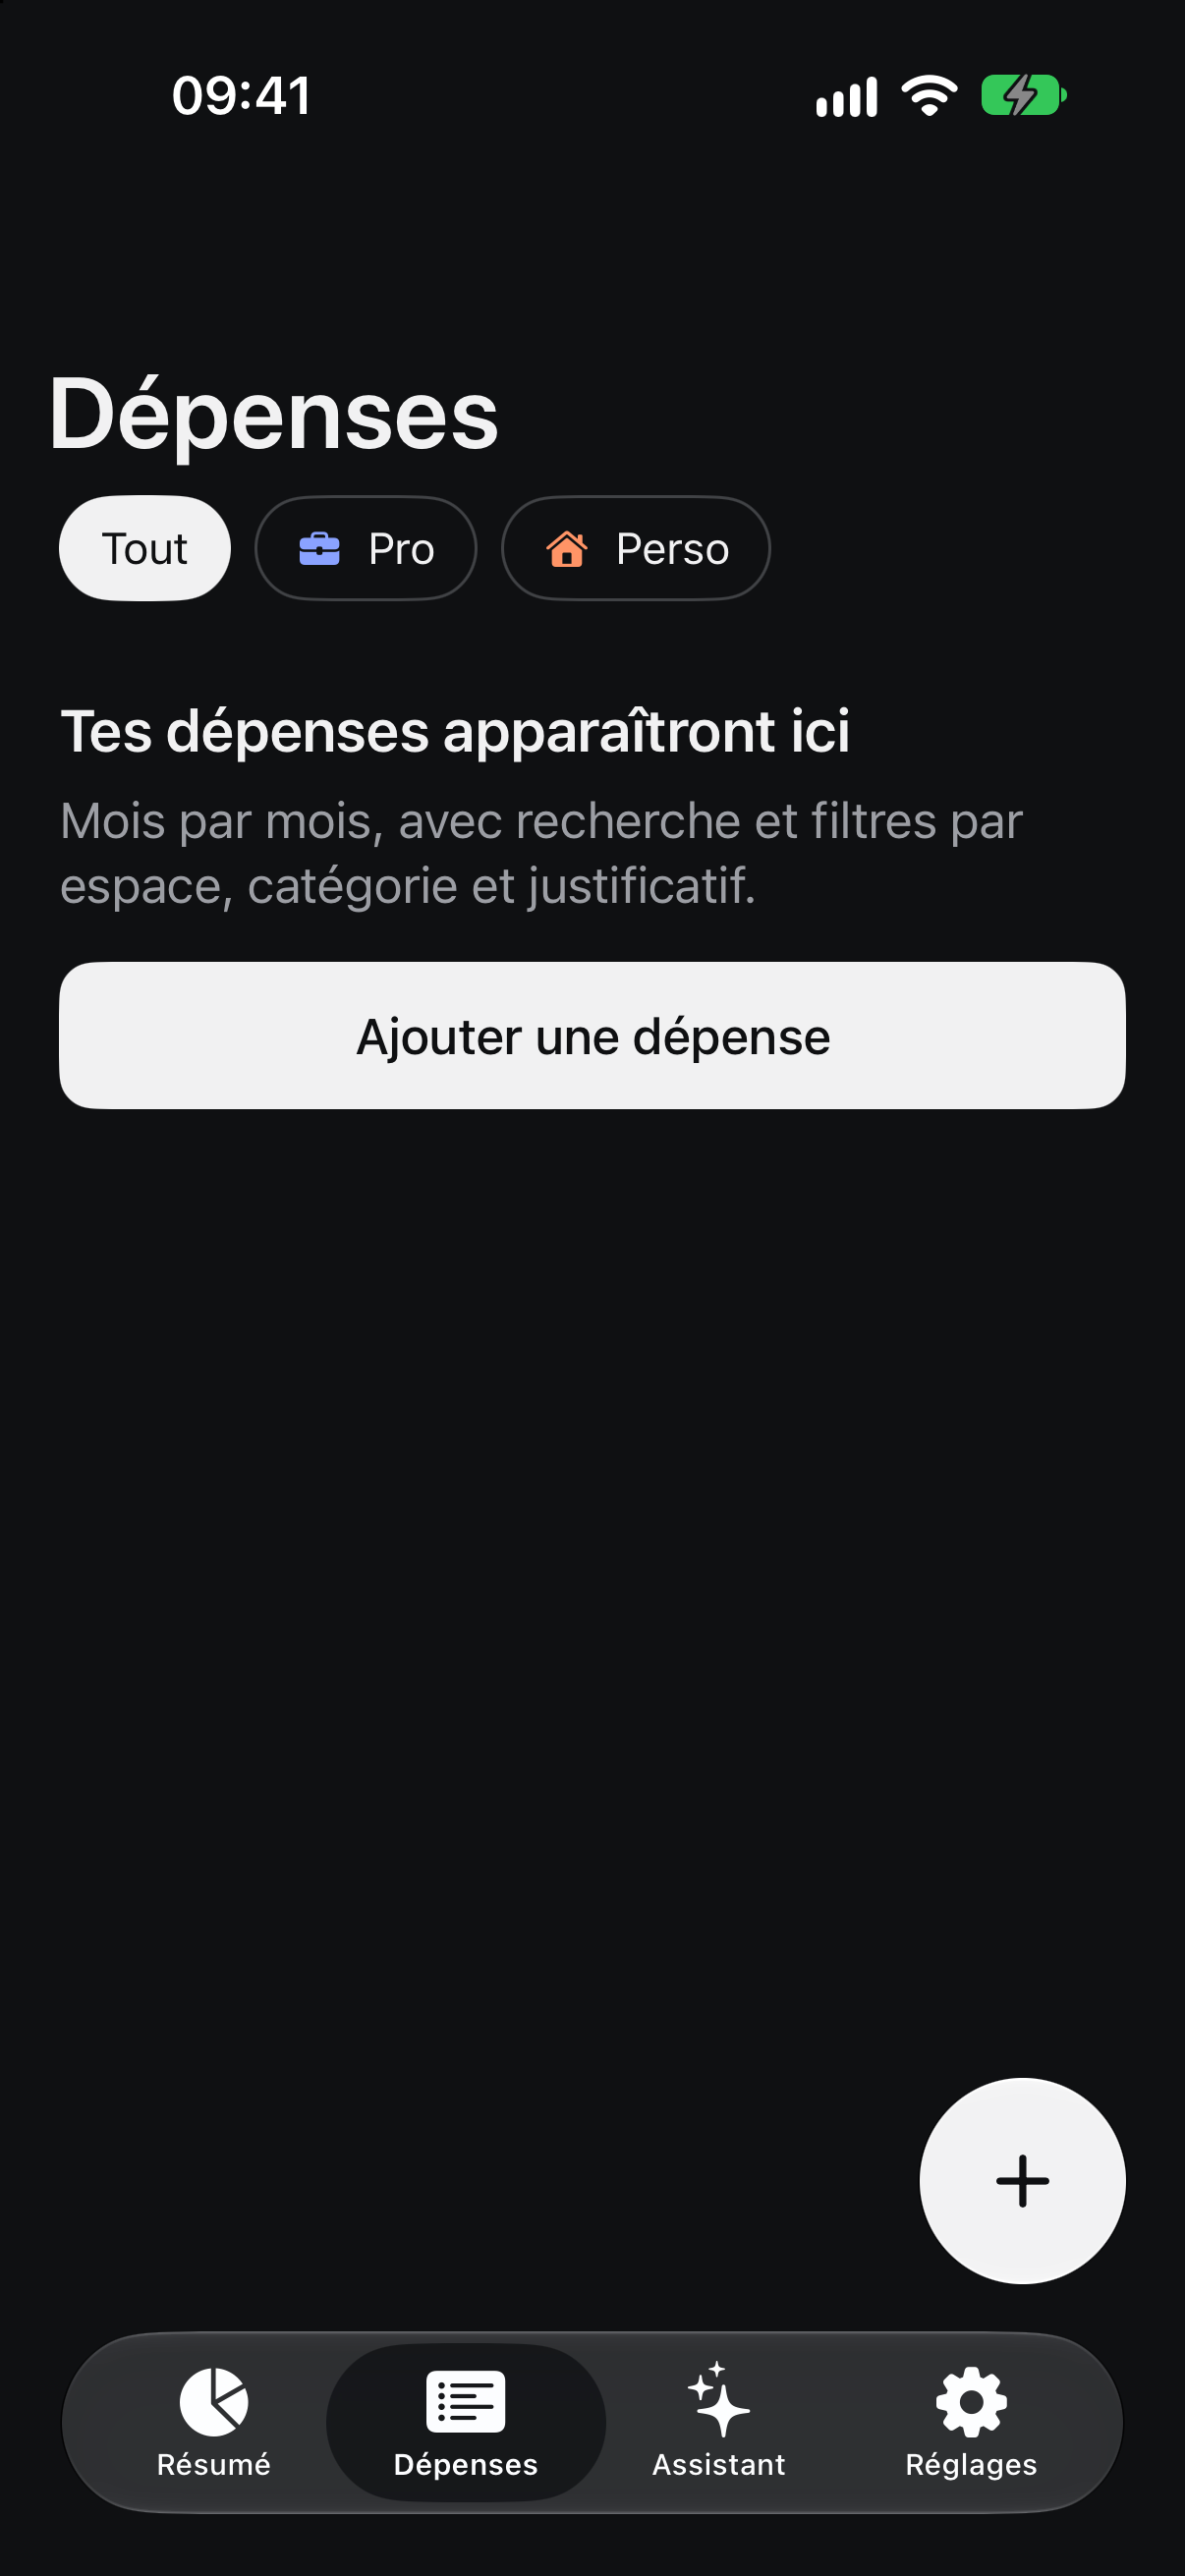 09:41
Dépenses
Tout
Pro
Perso
Tes dépenses apparaîtront ici
Mois par mois, avec recherche et filtres par
espace, catégorie et justificatif.
Ajouter une dépense
Résumé
Dépenses
Assistant
Réglages